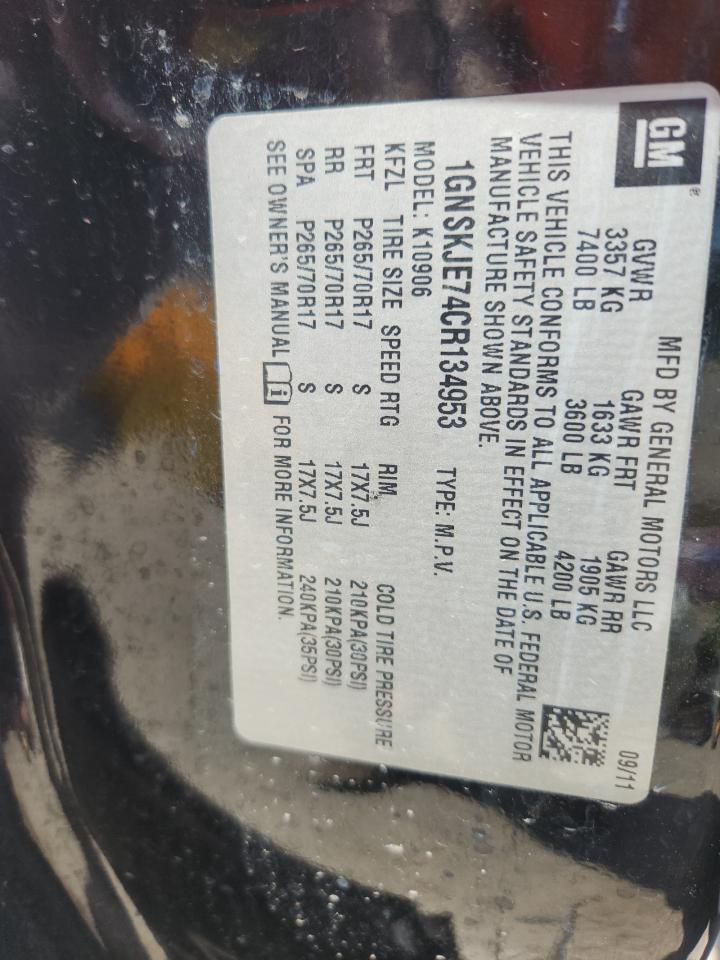 GM®
MFD BY GENERAL MOTORS LLC 09/11
GVWR GAWR FRT GAWR RR
3357 KG 1633 KG 1905 KG
7400 LB 3600 LB 4200 LB
THIS VEHICLE CONFORMS TO ALL APPLICABLE U.S. FEDERAL MOTOR
VEHICLE SAFETY STANDARDS IN EFFECT ON THE DATE OF
MANUFACTURE SHOWN ABOVE.
1GNSKJE74CR134953 TYPE: M.P.V.
MODEL: K10906
KFZL TIRE SIZE SPEED RTG RIM COLD TIRE PRESSURE
FRT P265/70R17 S 17X7.5J 210KPA(30PSI)
RR P265/70R17 S 17X7.5J 210KPA(30PSI)
SPA P265/70R17 S 17X7.5J 240KPA(35PSI)
SEE OWNER'S MANUAL i FOR MORE INFORMATION.